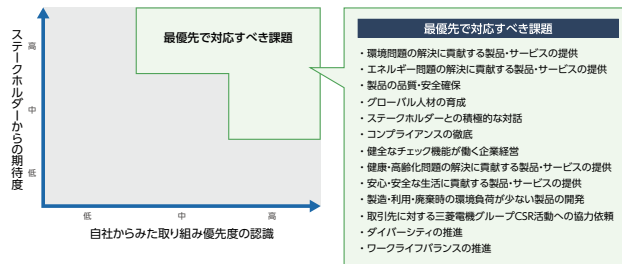 ステークホルダーからの期待度
高
中
低
最優先で対応すべき課題
低
中
高
自社からみた取り組み優先度の認識
最優先で対応すべき課題
・環境問題の解決に貢献する製品・サービスの提供
・エネルギー問題の解決に貢献する製品・サービスの提供
・製品の品質・安全確保
・グローバル人材の育成
・ステークホルダーとの積極的な対話
・コンプライアンスの徹底
・健全なチェック機能が働く企業経営
・健康・高齢化問題の解決に貢献する製品・サービスの提供
・安心・安全な生活に貢献する製品・サービスの提供
・製造・利用・廃棄時の環境負荷が少ない製品の開発
・取引先に対する三菱電機グループCSR活動への協力依頼
・ダイバーシティの推進
・ワークライフバランスの推進